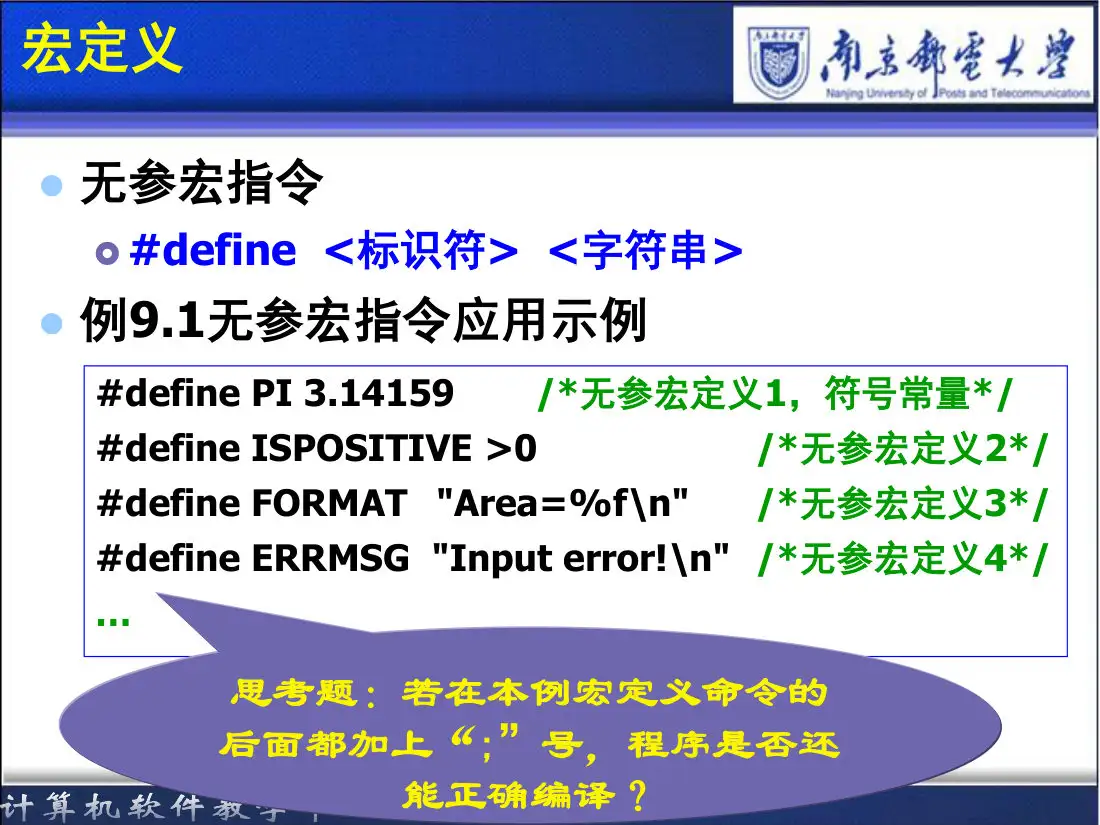 宏定义
南京邮电大学
Nanjing University of Posts and Telecommunications
无参宏指令
#define <标识符> <字符串>
例9.1无参宏指令应用示例
#define PI 3.14159 /*无参宏定义1，符号常量*/
#define ISPOSITIVE >0 /*无参宏定义2*/
#define FORMAT "Area=%f\n" /*无参宏定义3*/
#define ERRMSG "Input error!\n" /*无参宏定义4*/
…
思考题：若在本例宏定义命令的
后面都加上“;”号，程序是否还
能正确编译？
计算机软件教学